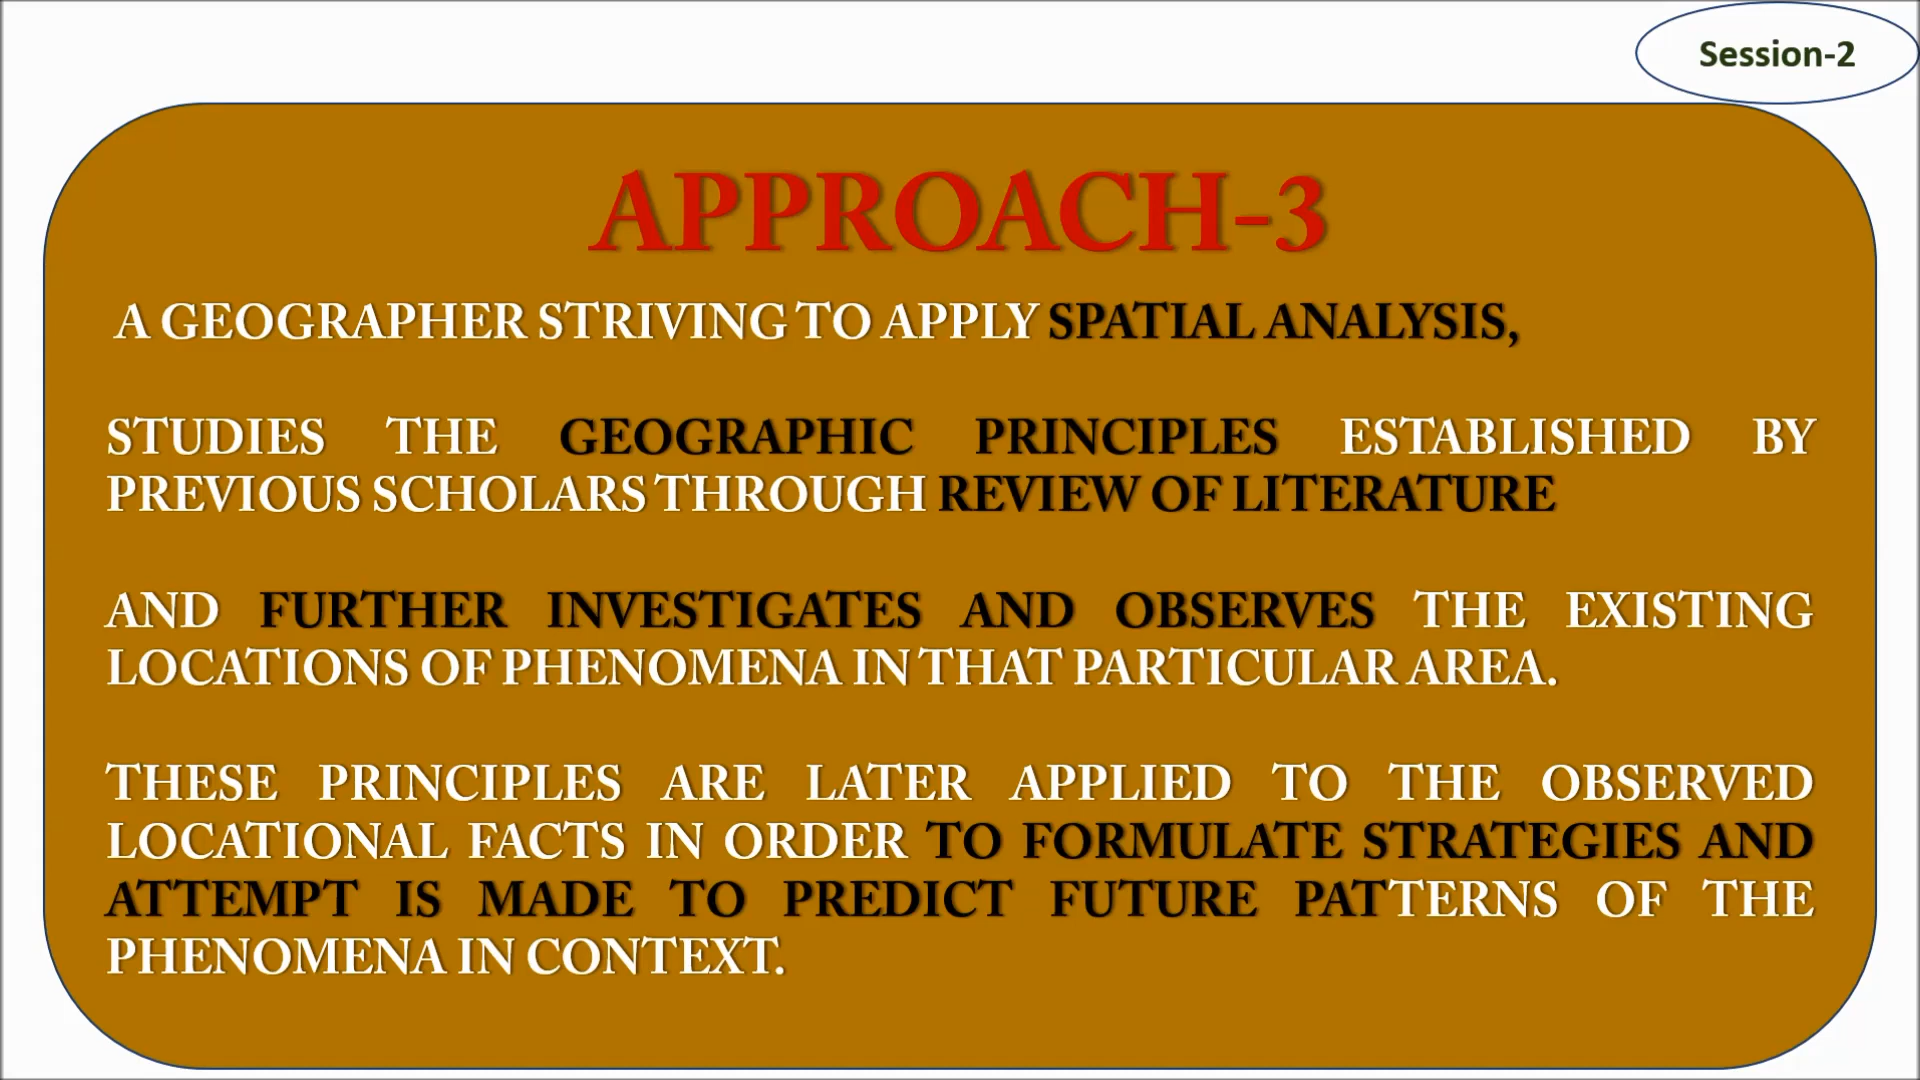 Session-2
APPROACH-3
A GEOGRAPHER STRIVING TO APPLY SPATIAL ANALYSIS,
STUDIES THE GEOGRAPHIC PRINCIPLES ESTABLISHED BY
PREVIOUS SCHOLARS THROUGH REVIEW OF LITERATURE
AND FURTHER INVESTIGATES AND OBSERVES THE EXISTING
LOCATIONS OF PHENOMENA IN THAT PARTICULAR AREA.
THESE PRINCIPLES ARE LATER APPLIED TO THE OBSERVED
LOCATIONAL FACTS IN ORDER TO FORMULATE STRATEGIES AND
ATTEMPT IS MADE TO PREDICT FUTURE PATTERNS OF THE
PHENOMENA IN CONTEXT.